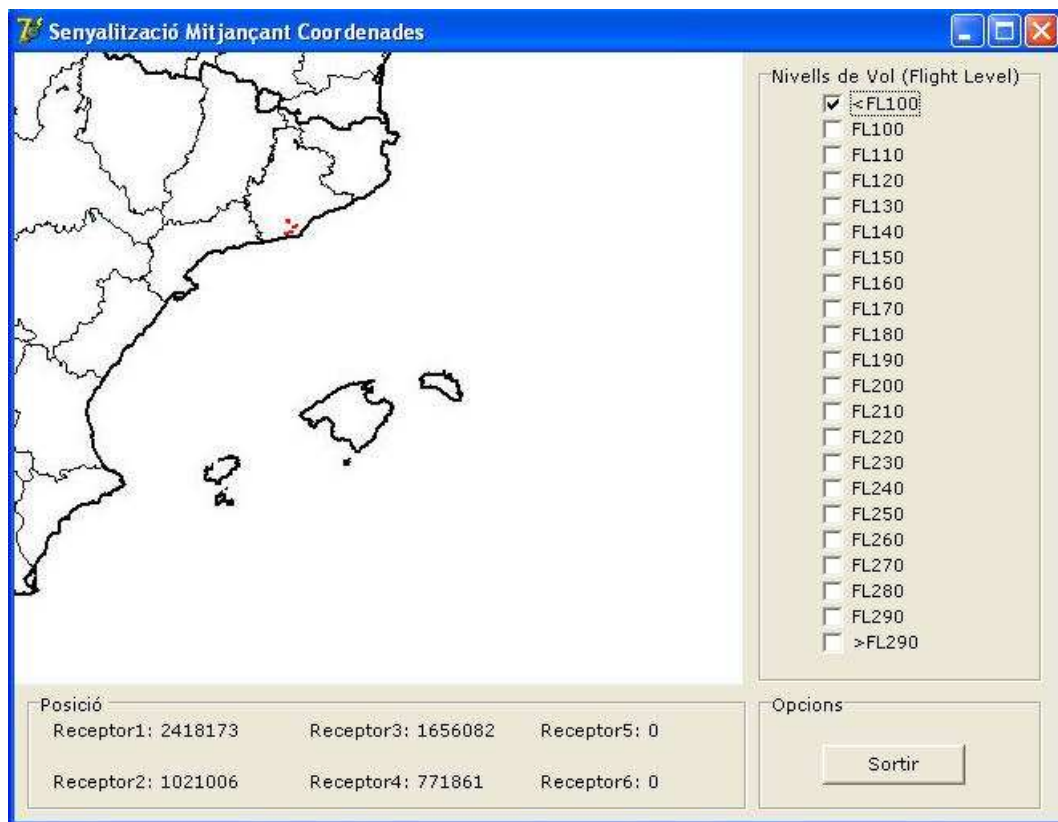 Senyalització Mitjançant Coordenades
Nivells de Vol (Flight Level)
<FL100
FL100
FL110
FL120
FL130
FL140
FL150
FL160
FL170
FL180
FL190
FL200
FL210
FL220
FL230
FL240
FL250
FL260
FL270
FL280
FL290
>FL290
Posició
Receptor1: 2418173
Receptor3: 1656082
Receptor5: 0
Receptor2: 1021006
Receptor4: 771861
Receptor6: 0
Opcions
Sortir